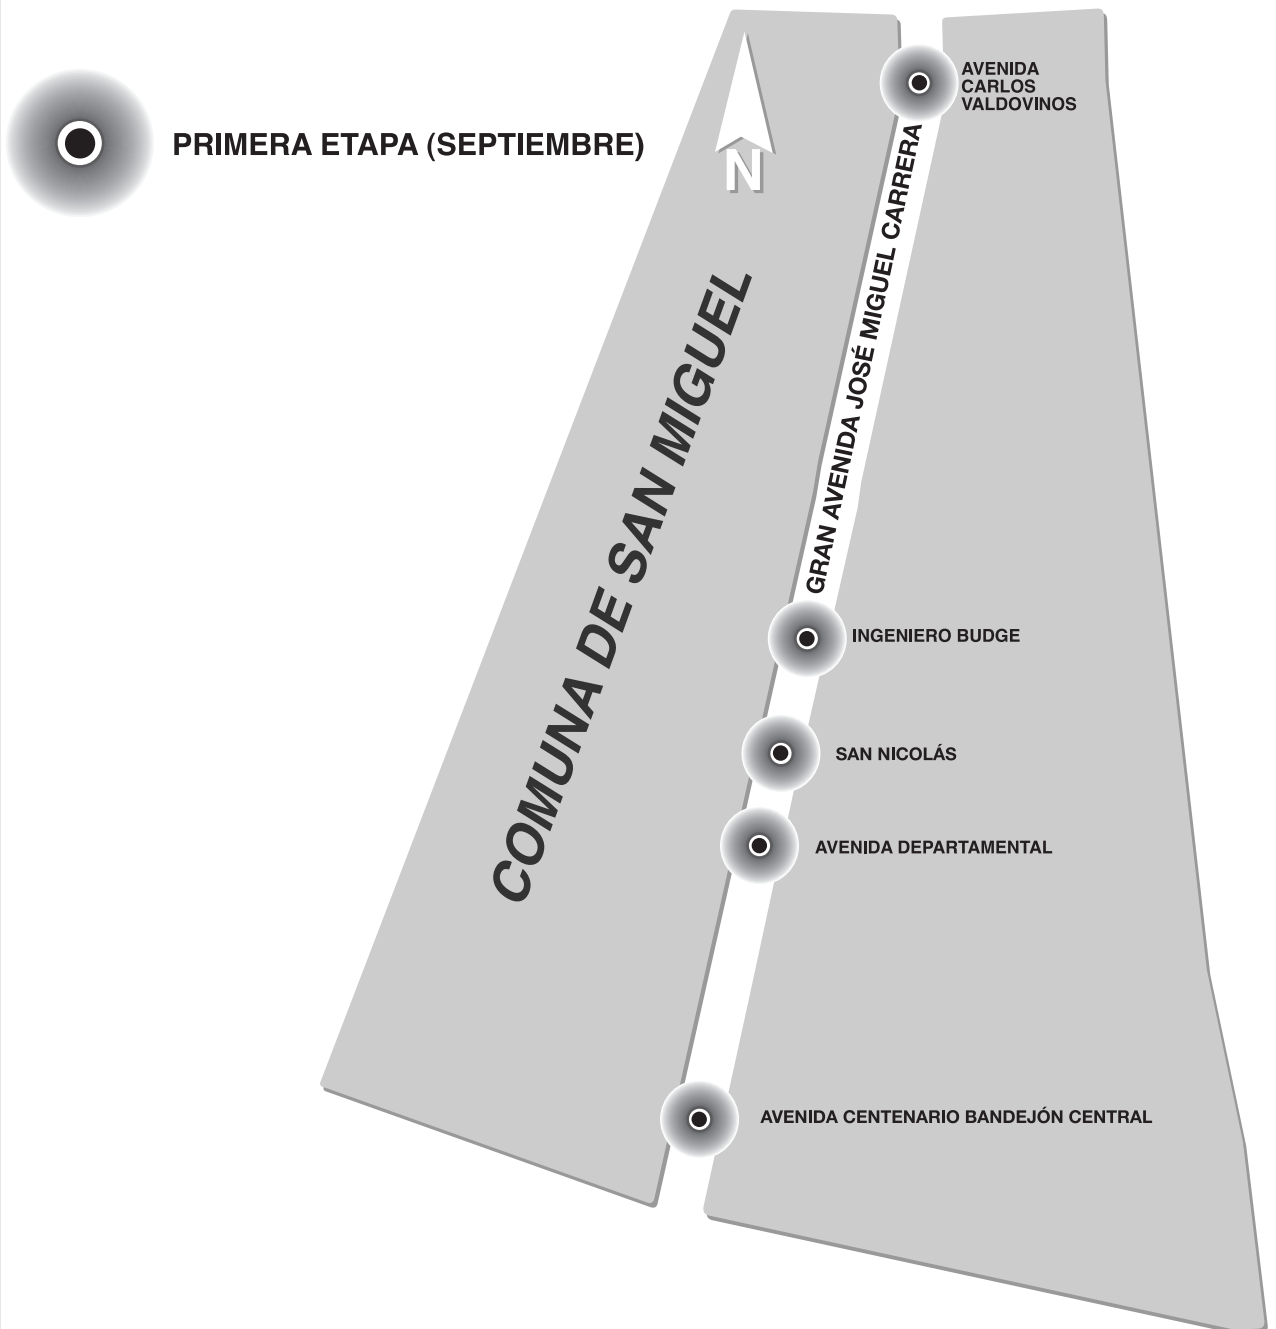 AVENIDA
CARLOS
VALDOVINOS
PRIMERA ETAPA (SEPTIEMBRE)
N
GRAN AVENIDA JOSÉ MIGUEL CARRERA
COMUNA DE SAN MIGUEL
INGENIERO BUDGE
SAN NICOLÁS
AVENIDA DEPARTAMENTAL
AVENIDA CENTENARIO BANDEJÓN CENTRAL